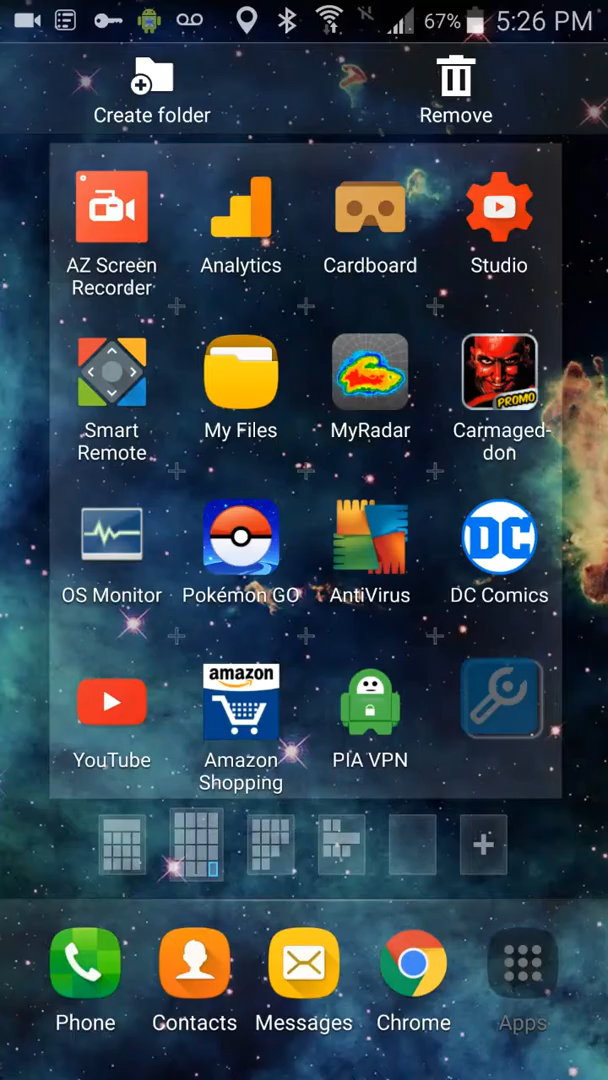 67% 5:26 PM
Create folder
Remove
AZ Screen
Recorder
Analytics
Cardboard
Studio
Smart
Remote
My Files
MyRadar
PROMO
Carmaged-
don
OS Monitor
Pokémon GO
AntiVirus
DC
DC Comics
YouTube
amazon
Amazon
Shopping
PIA VPN
+
Phone
Contacts
Messages
Chrome
Apps